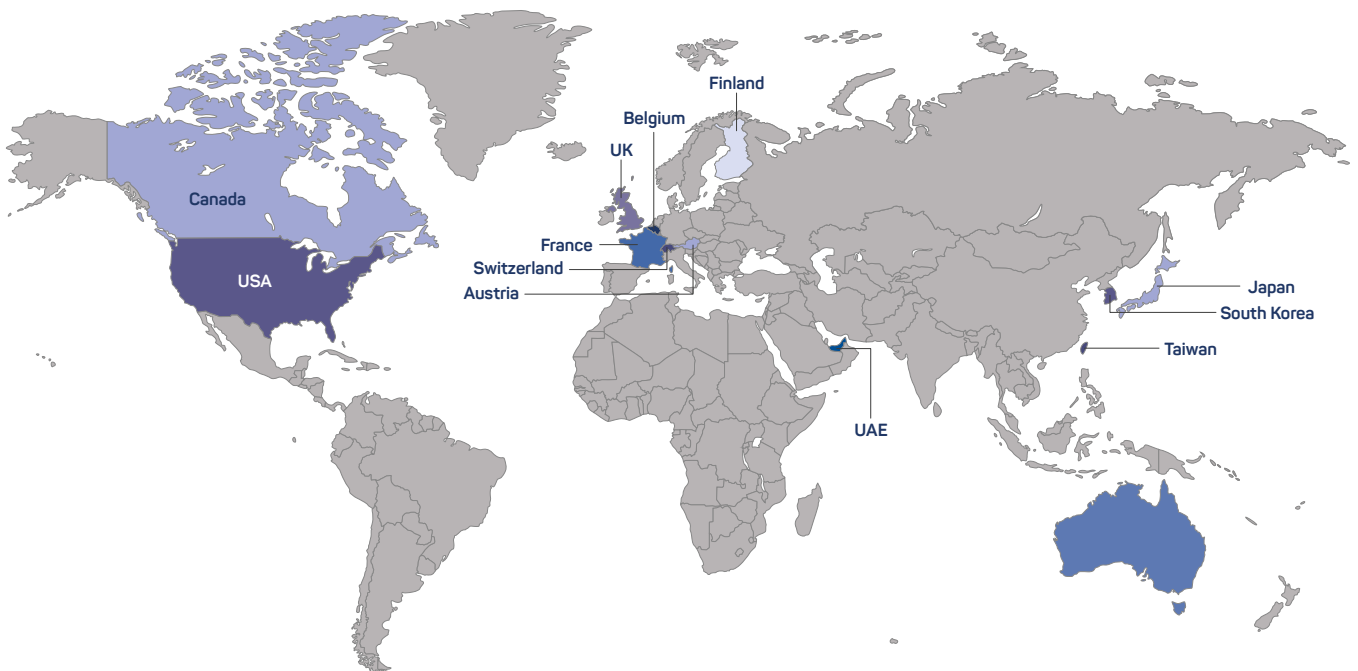 Finland
Belgium
UK
Canada
France
Switzerland
USA
Austria
Japan
South Korea
Taiwan
UAE